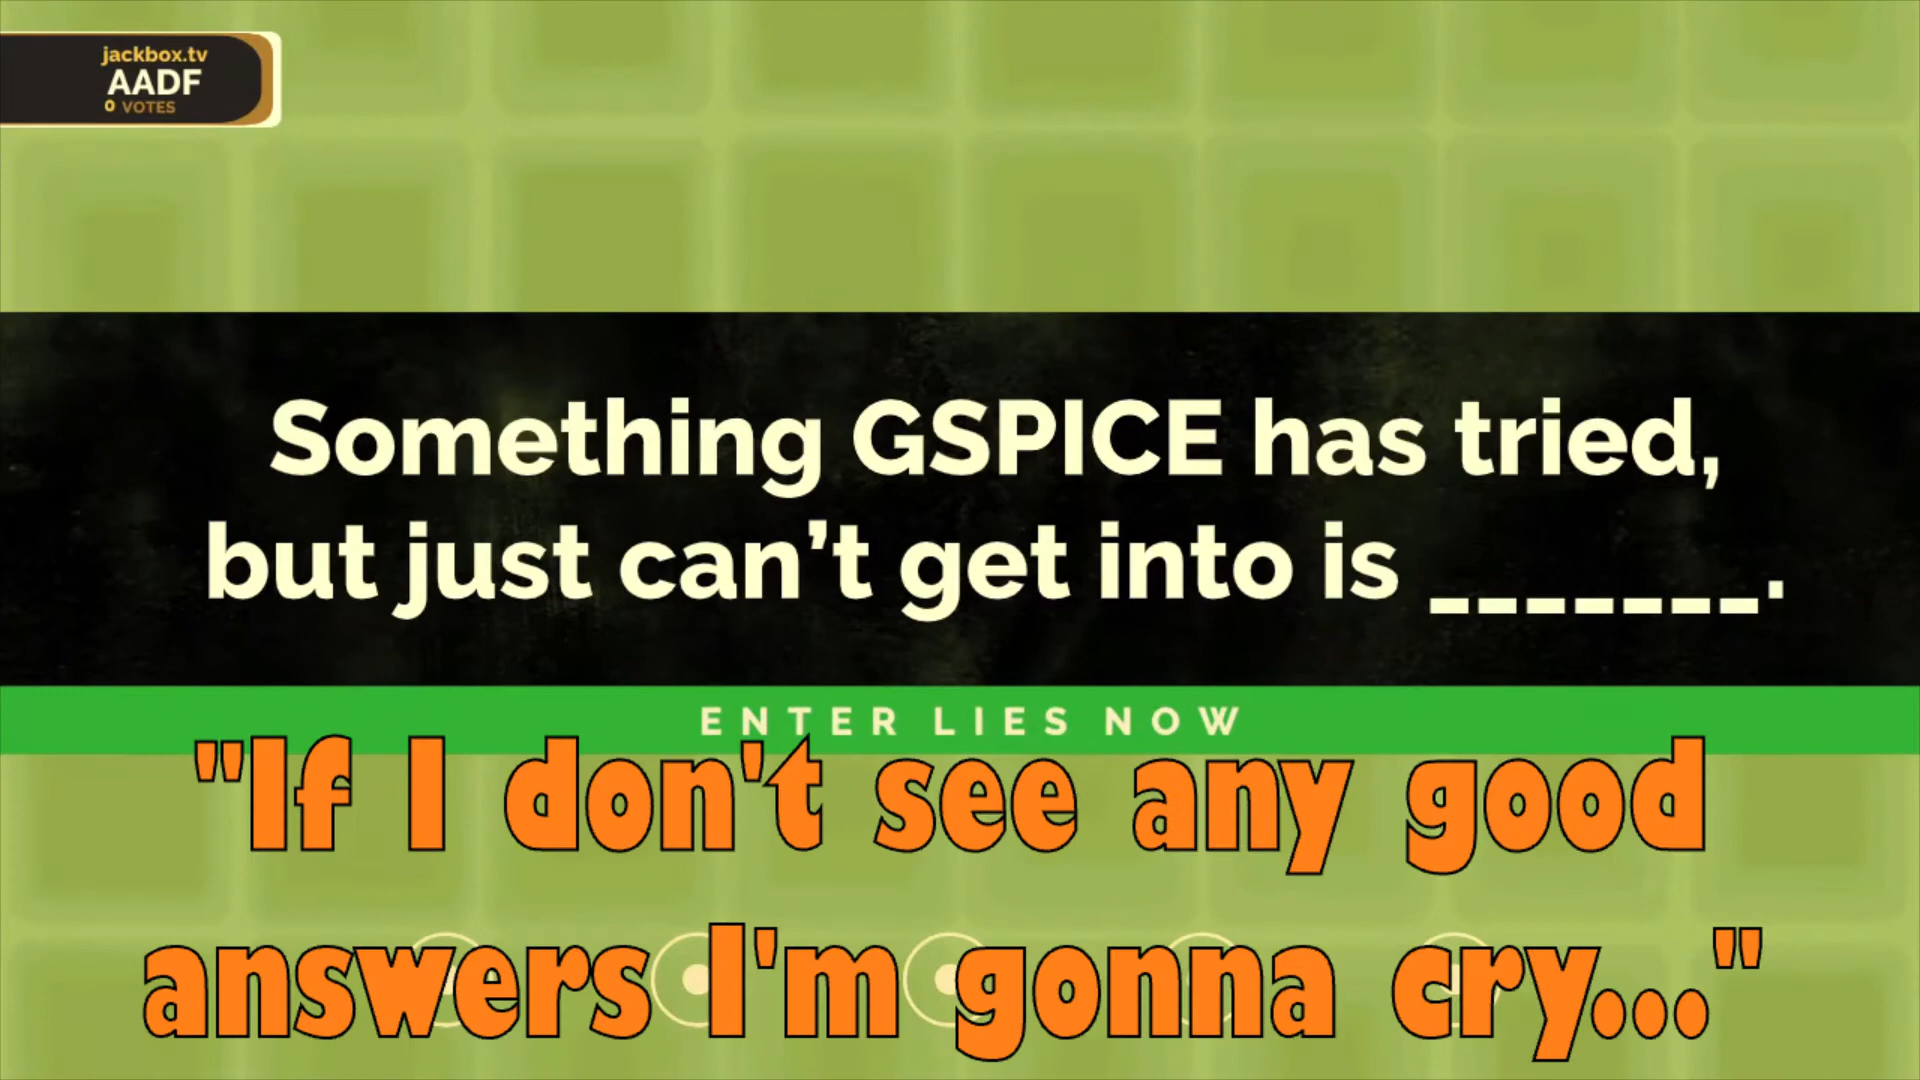 jackbox.tv
AADF
0 VOTES
Something GSPICE has tried,
but just can’t get into is _______.
ENTER LIES NOW
"If I don't see any good
answers I'm gonna cry..."